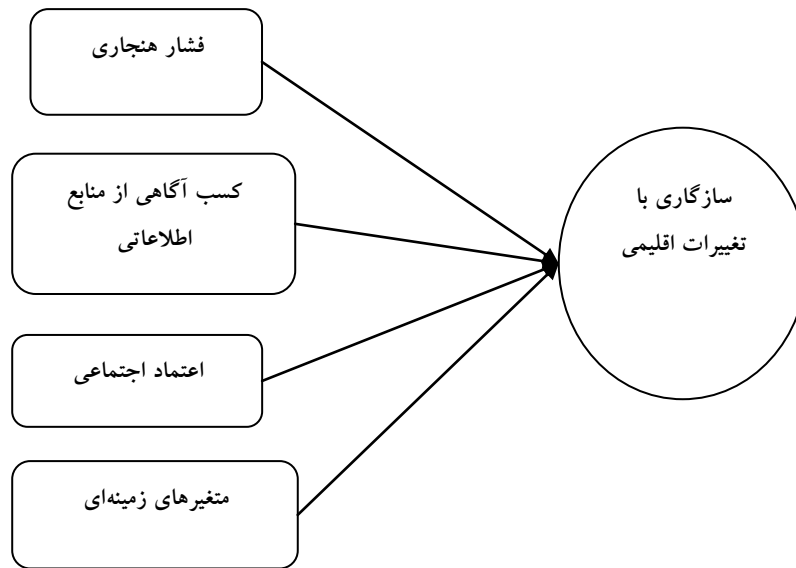 فشار هنجاری
کسب آگاهی از منابع
اطلاعاتی
اعتماد اجتماعی
متغیرهای زمینه‌ای
سازگاری با
تغییرات اقلیمی